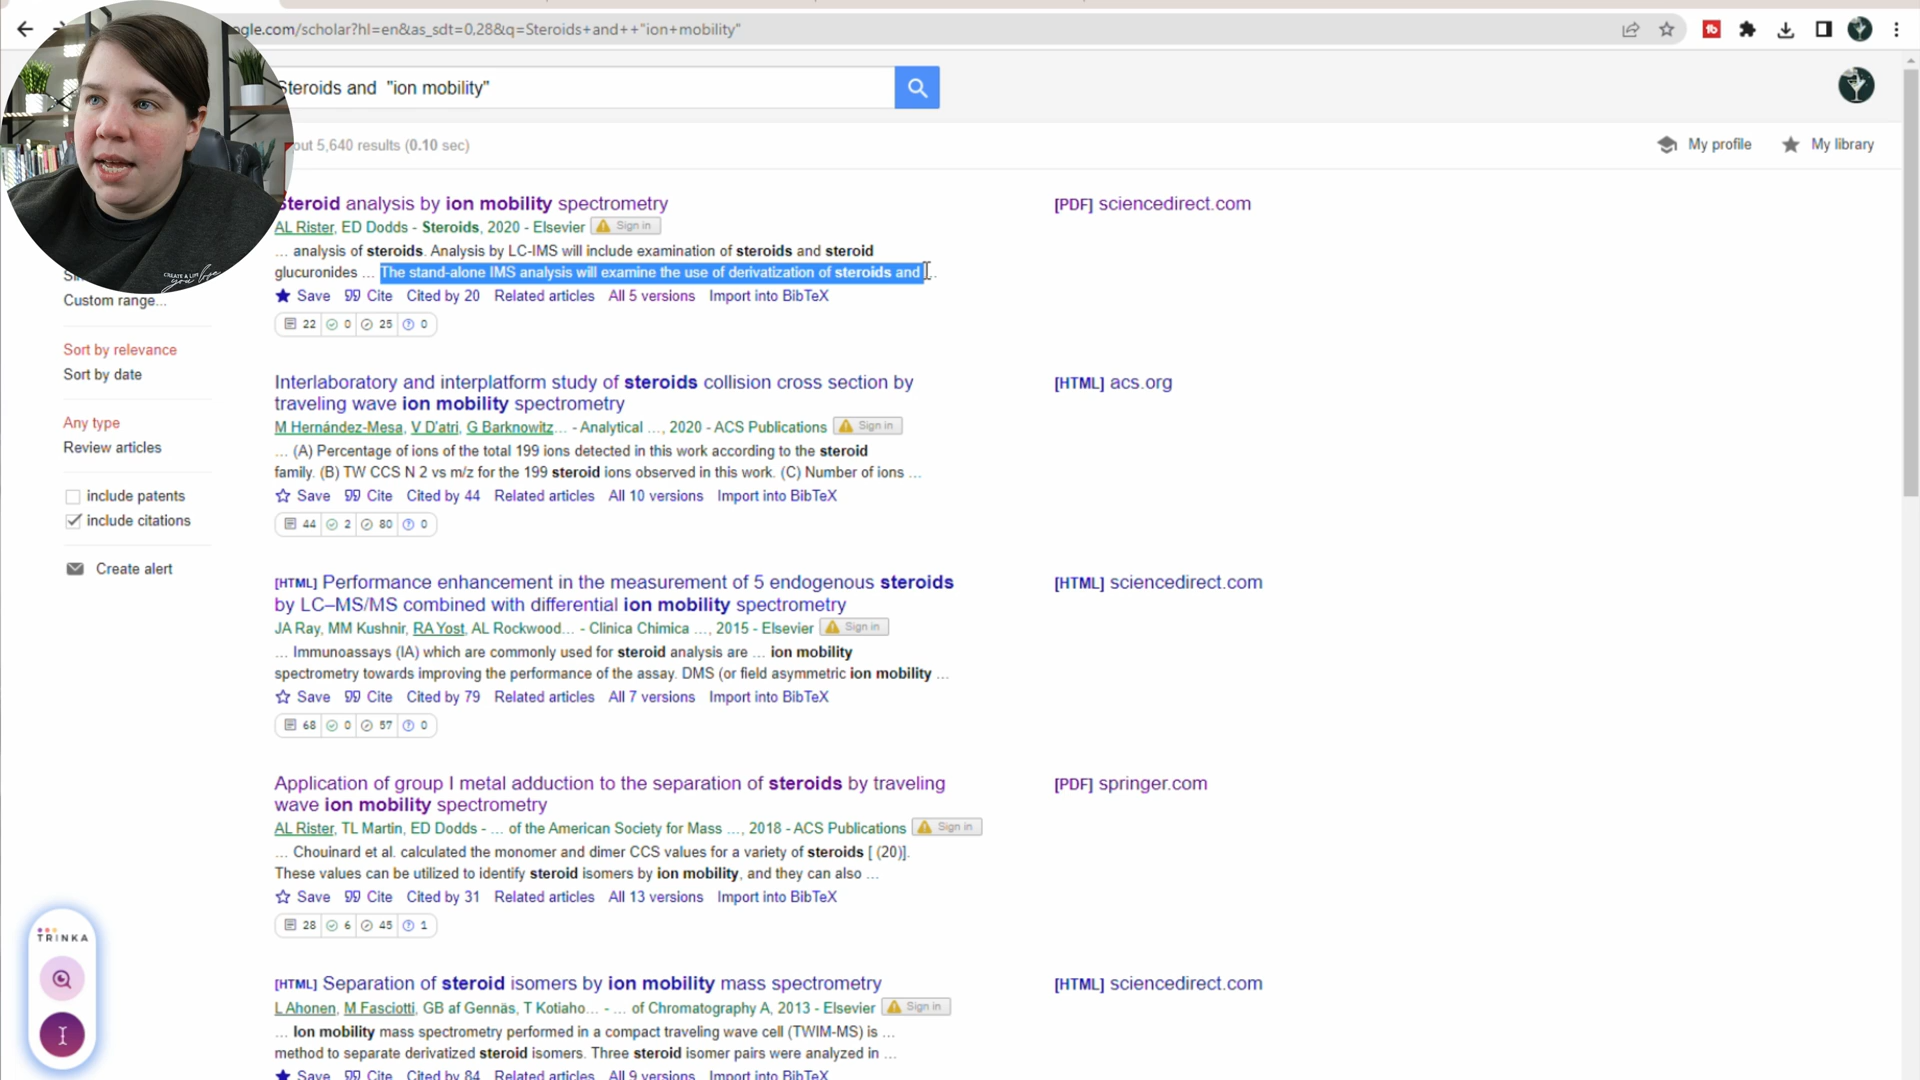 gle.com/scholar?hl=en&as_sdt=0,28&q=Steroids+and++"ion+mobility"
Steroids and "ion mobility"
out 5,640 results (0.10 sec)
My profile
My library
Steroid analysis by ion mobility spectrometry
[PDF] sciencedirect.com
AL Rister, ED Dodds - Steroids, 2020 - Elsevier Sign in
... analysis of steroids. Analysis by LC-IMS will include examination of steroids and steroid
glucuronides ... The stand-alone IMS analysis will examine the use of derivatization of steroids and ...
Save Cite Cited by 20 Related articles All 5 versions Import into BibTeX
22 0 25 0
CREATE A LIFE
you love
Custom range...
Sort by relevance
Sort by date
Any type
Review articles
include patents
include citations
Create alert
Interlaboratory and interplatform study of steroids collision cross section by
traveling wave ion mobility spectrometry
[HTML] acs.org
M Hernández-Mesa, V D'atri, G Barknowitz... - Analytical ..., 2020 - ACS Publications Sign in
... (A) Percentage of ions of the total 199 ions detected in this work according to the steroid
family. (B) TW CCS N 2 vs m/z for the 199 steroid ions observed in this work. (C) Number of ions ...
Save Cite Cited by 44 Related articles All 10 versions Import into BibTeX
44 2 80 0
[HTML] Performance enhancement in the measurement of 5 endogenous steroids
by LC–MS/MS combined with differential ion mobility spectrometry
[HTML] sciencedirect.com
JA Ray, MM Kushnir, RA Yost, AL Rockwood... - Clinica Chimica ..., 2015 - Elsevier Sign in
... Immunoassays (IA) which are commonly used for steroid analysis are ... ion mobility
spectrometry towards improving the performance of the assay. DMS (or field asymmetric ion mobility ...
Save Cite Cited by 79 Related articles All 7 versions Import into BibTeX
68 0 57 0
Application of group I metal adduction to the separation of steroids by traveling
wave ion mobility spectrometry
[PDF] springer.com
AL Rister, TL Martin, ED Dodds - ... of the American Society for Mass ..., 2018 - ACS Publications Sign in
... Chouinard et al. calculated the monomer and dimer CCS values for a variety of steroids [ (20)].
These values can be utilized to identify steroid isomers by ion mobility, and they can also ...
Save Cite Cited by 31 Related articles All 13 versions Import into BibTeX
28 6 45 1
TRINKA
[HTML] Separation of steroid isomers by ion mobility mass spectrometry
[HTML] sciencedirect.com
L Ahonen, M Fasciotti, GB af Gennäs, T Kotiaho... - ... of Chromatography A, 2013 - Elsevier Sign in
... Ion mobility mass spectrometry performed in a compact traveling wave cell (TWIM-MS) is ...
method to separate derivatized steroid isomers. Three steroid isomer pairs were analyzed in ...
Save Cite Cited by 84 Related articles All 9 versions Import into BibTeX